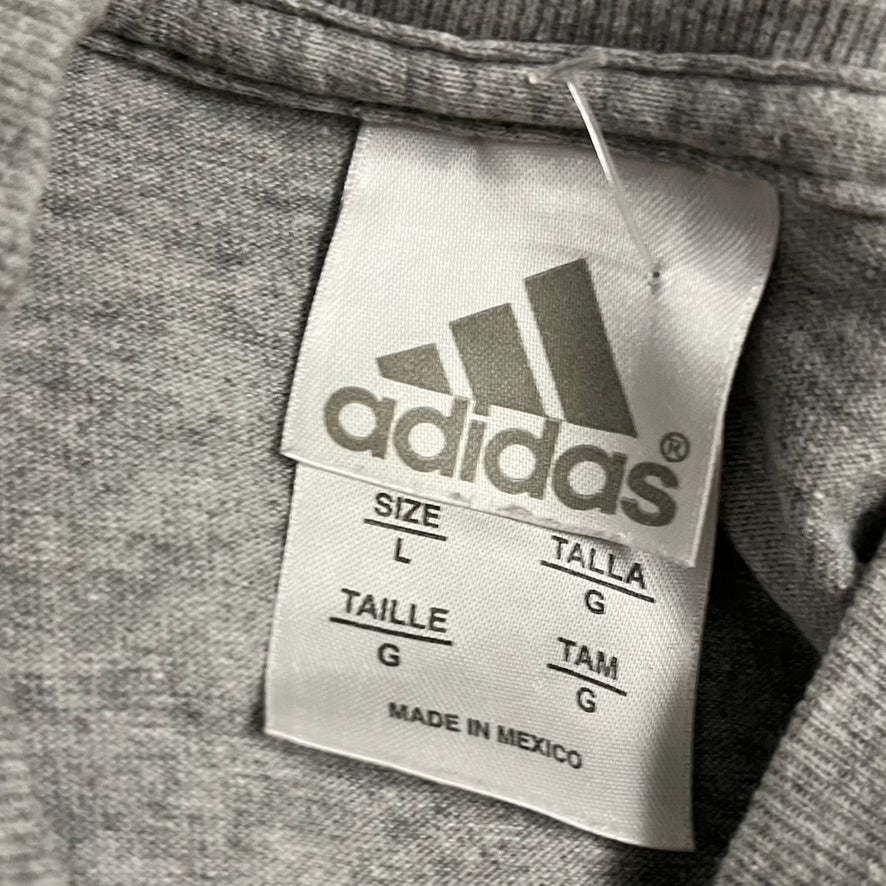 adidas®
SIZE
L
TALLA
G
TAILLE
G
TAM
G
MADE IN MEXICO